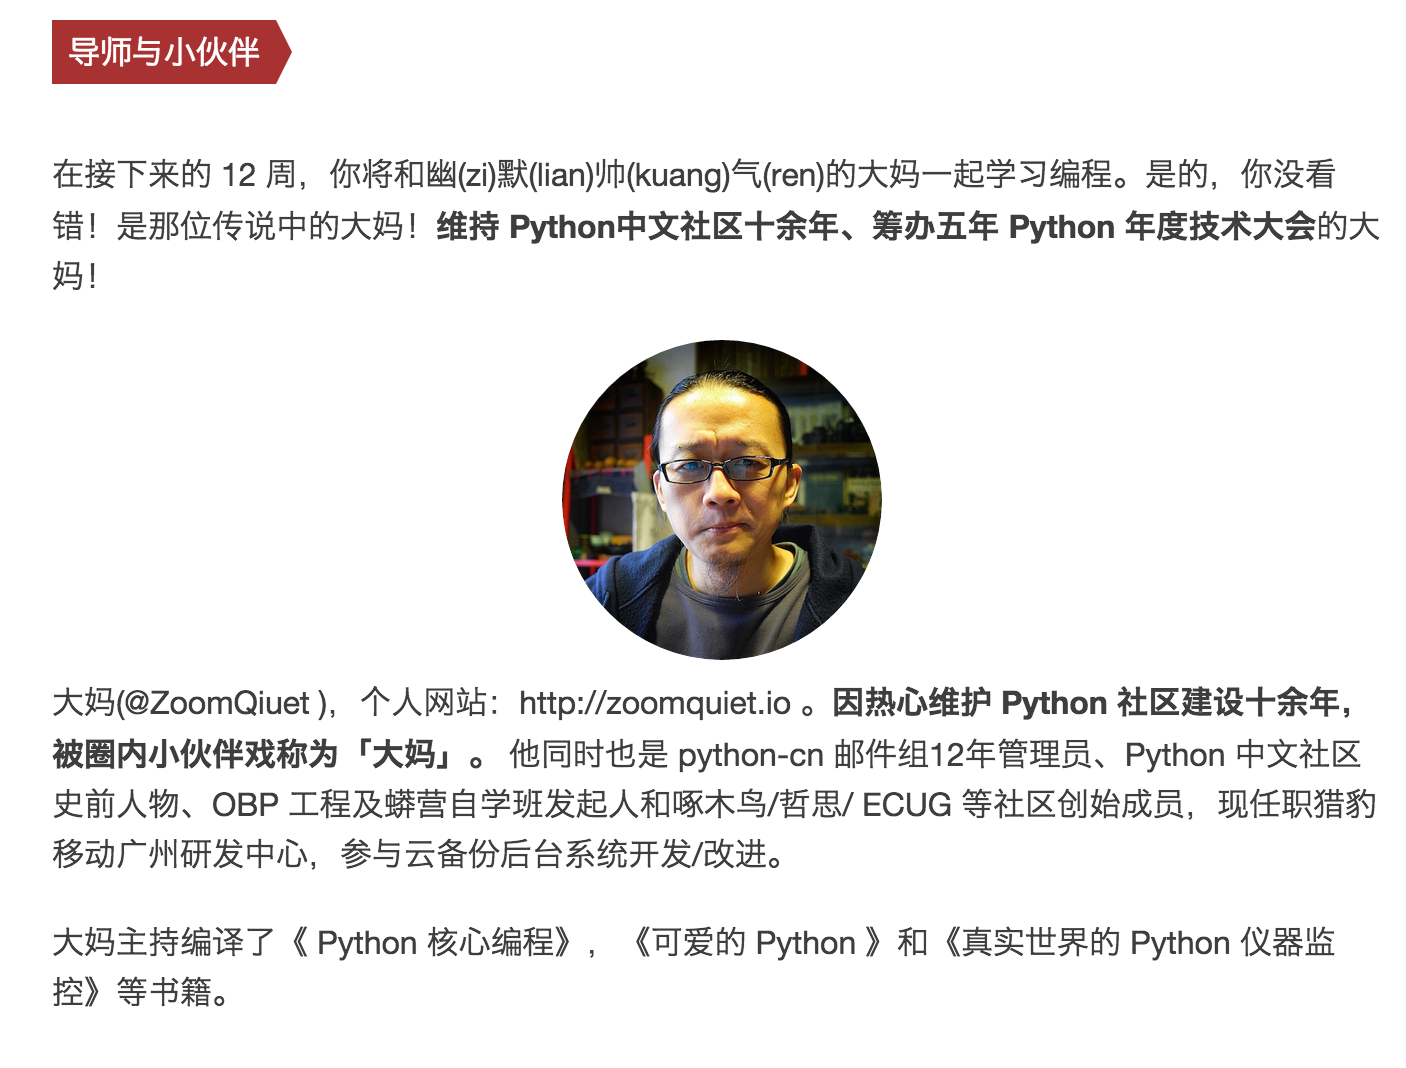 导师与小伙伴
在接下来的 12 周，你将和幽(zi)默(lian)帅(kuang)气(ren)的大妈一起学习编程。是的，你没看
错！是那位传说中的大妈！维持 Python中文社区十余年、筹办五年 Python 年度技术大会的大
妈！
大妈(@ZoomQiuet )，个人网站：http://zoomquiet.io 。因热心维护 Python 社区建设十余年，
被圈内小伙伴戏称为「大妈」。 他同时也是 python-cn 邮件组12年管理员、Python 中文社区
史前人物、OBP 工程及蟒营自学班发起人和啄木鸟/哲思/ ECUG 等社区创始成员，现任职猎豹
移动广州研发中心，参与云备份后台系统开发/改进。
大妈主持编译了《 Python 核心编程》，《可爱的 Python 》和《真实世界的 Python 仪器监
控》等书籍。